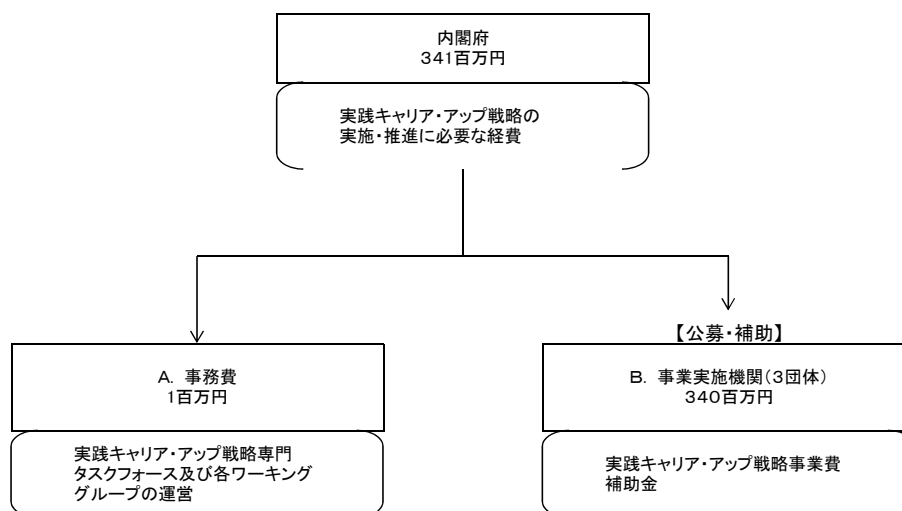 内閣府
341百万円
実践キャリア・アップ戦略の
実施・推進に必要な経費
【公募・補助】
A. 事務費
1百万円
B. 事業実施機関(3団体)
340百万円
実践キャリア・アップ戦略専門
タスクフォース及び各ワーキング
グループの運営
実践キャリア・アップ戦略事業費
補助金